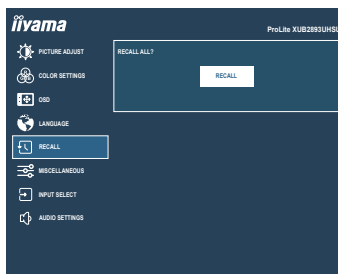 iiyama
ProLite XUB2893UHSU
PICTURE ADJUST
RECALL ALL?
COLOR SETTINGS
RECALL
OSD
LANGUAGE
RECALL
MISCELLANEOUS
INPUT SELECT
AUDIO SETTINGS